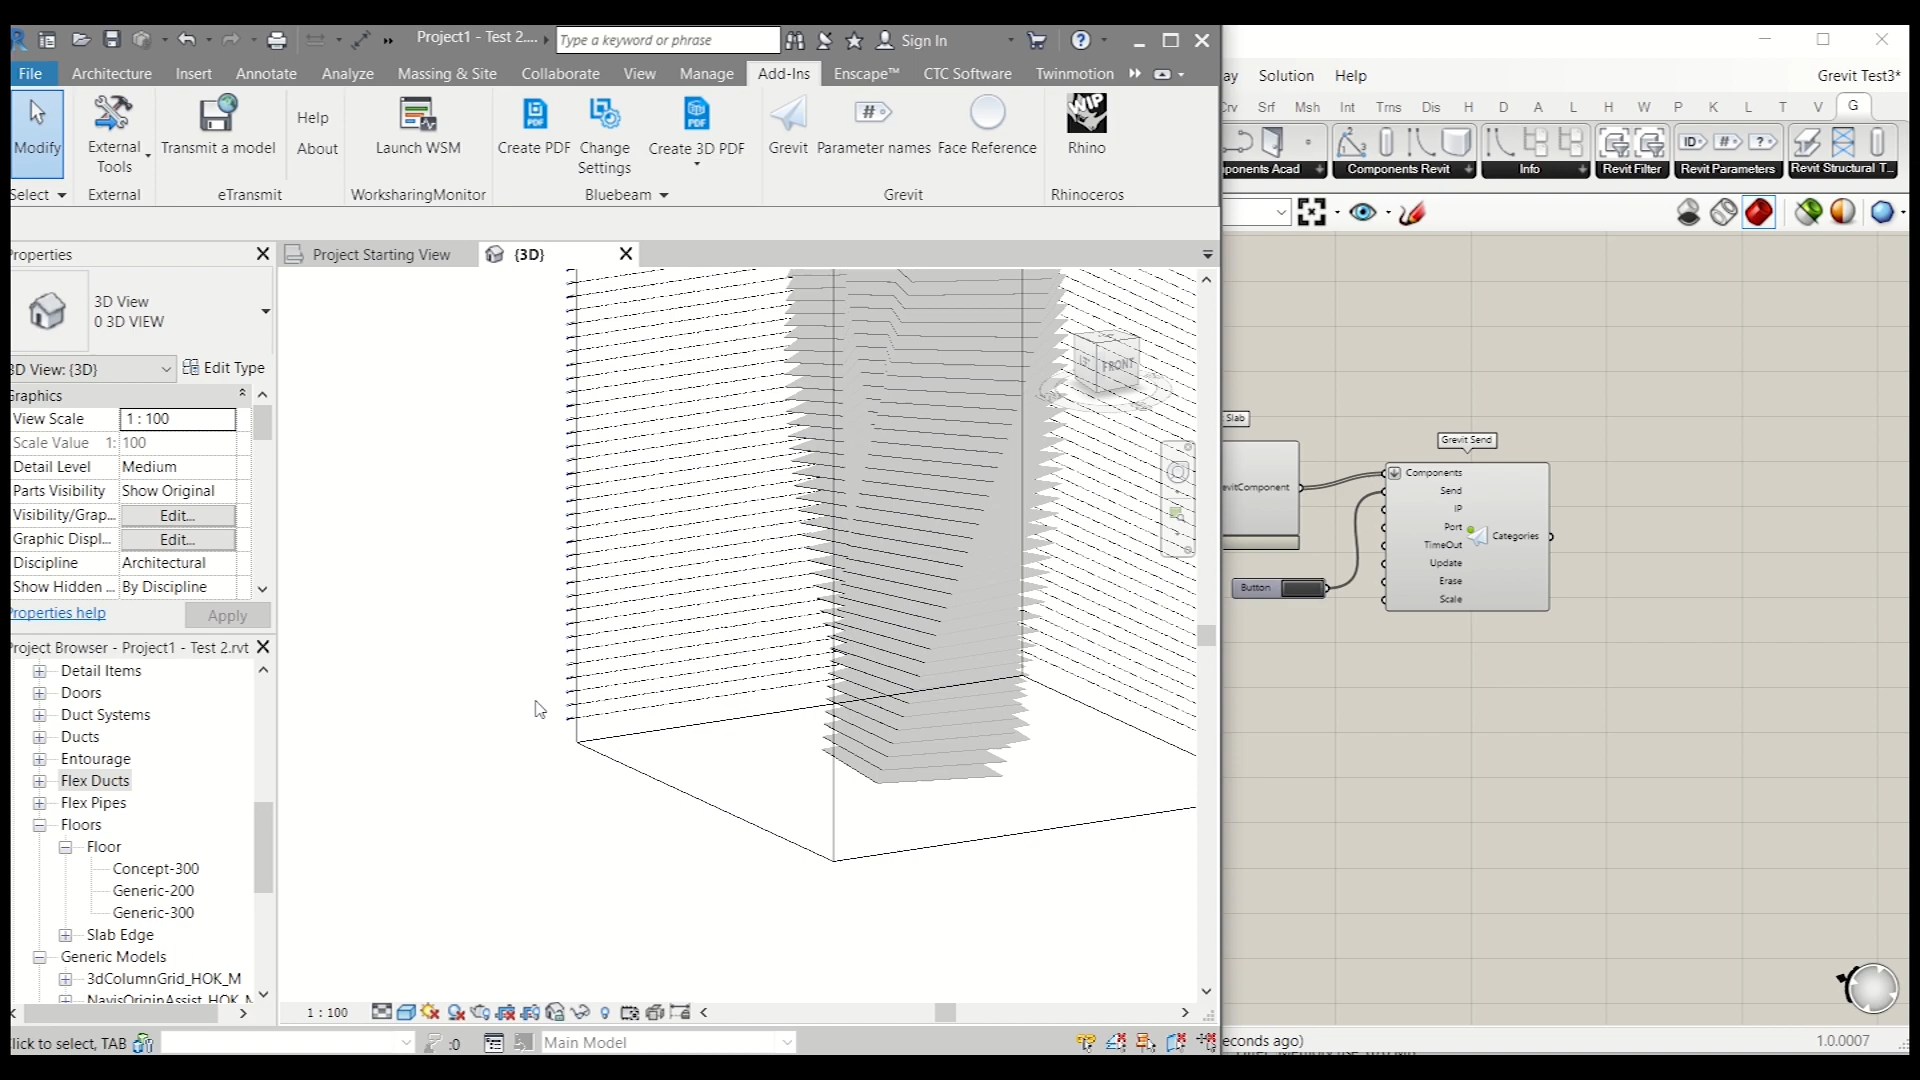 Project1 - Test 2....
Type a keyword or phrase
Sign In
File Architecture Insert Annotate Analyze Massing & Site Collaborate View Manage Add-Ins Enscape™ CTC Software Twinmotion
Modify
External
Tools
Transmit a model
Help
About
Launch WSM
Create PDF
Change
Settings
Create 3D PDF
Grevit
Parameter names
Face Reference
Rhino
Select External eTransmit WorksharingMonitor Bluebeam Grevit Rhinoceros
Properties
Project Starting View
{3D}
3D View
0 3D VIEW
3D View: {3D}
Edit Type
Graphics
View Scale 1 : 100
Scale Value 1: 100
Detail Level Medium
Parts Visibility Show Original
Visibility/Grap... Edit...
Graphic Displ... Edit...
Discipline Architectural
Show Hidden ... By Discipline
Properties help
Apply
Project Browser - Project1 - Test 2.rvt
Detail Items
Doors
Duct Systems
Ducts
Entourage
Flex Ducts
Flex Pipes
Floors
Floor
Concept-300
Generic-200
Generic-300
Slab Edge
Generic Models
3dColumnGrid_HOK_M
NavisOriginAssist_HOK_M
FRONT
1 : 100
Click to select, TAB
:0
Main Model
ay Solution Help
Grevit Test3*
Crv Srf Msh Int Trns Dis H D A L H W P K L T V G
ponents Acad
Components Revit
Info
Revit Filter
Revit Parameters
Revit Structural T...
Slab
evitComponent
Button
Grevit Send
Components
Send
IP
Port
TimeOut
Update
Erase
Scale
Categories
econds ago)
1.0.0007